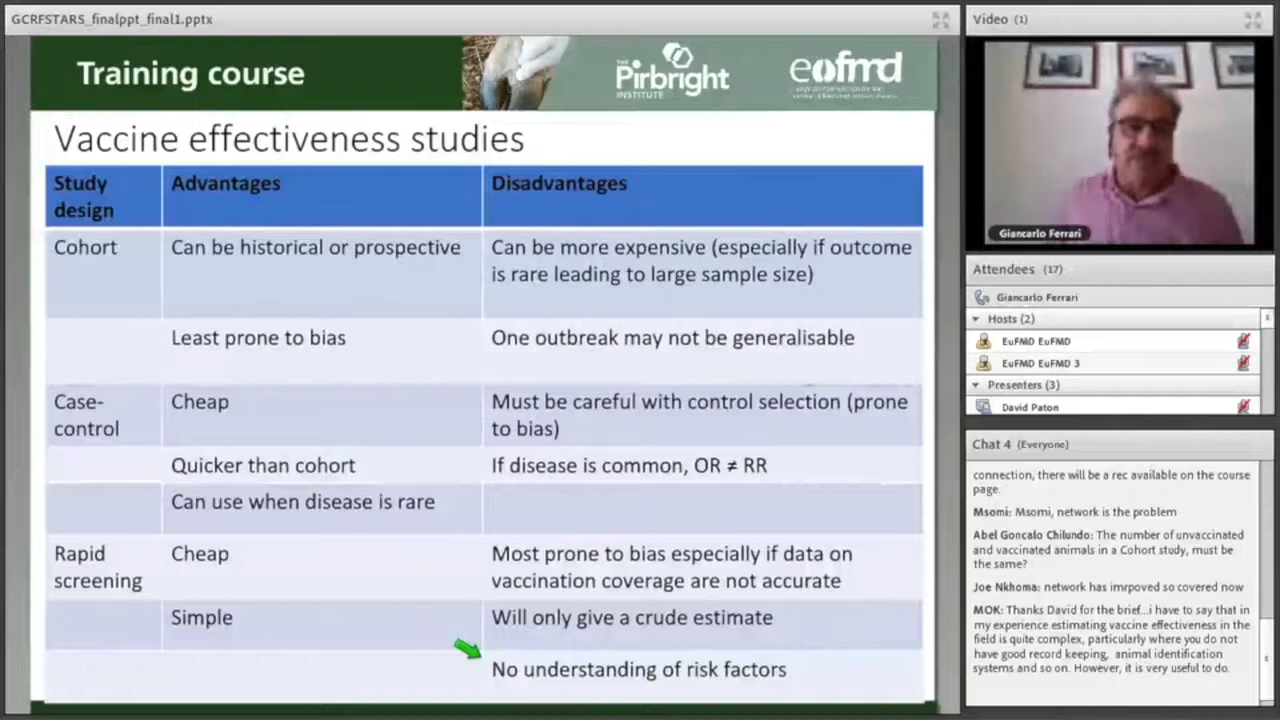 GCRFSTARS_finalppt_final1.pptx
Training course
THE
Pirbright
INSTITUTE
eofmd
Vaccine effectiveness studies
Study design
Advantages
Disadvantages
Cohort
Can be historical or prospective
Can be more expensive (especially if outcome
is rare leading to large sample size)
Least prone to bias
One outbreak may not be generalisable
Case-
control
Cheap
Must be careful with control selection (prone
to bias)
Quicker than cohort
If disease is common, OR ≠ RR
Can use when disease is rare
Rapid
screening
Cheap
Most prone to bias especially if data on
vaccination coverage are not accurate
Simple
Will only give a crude estimate
No understanding of risk factors
Video (1)
Giancarlo Ferrari
Attendees (17)
Giancarlo Ferrari
Hosts (2)
EuFMD EuFMD
EuFMD EuFMD 3
Presenters (3)
David Paton
Chat 4 (Everyone)
connection, there will be a rec available on the course
page.
Msomi: Msomi, network is the problem
Abel Goncalo Chilundo: The number of unvaccinated
and vaccinated animals in a Cohort study, must be
the same?
Joe Nkhoma: network has imrpoved so covered now
MOK: Thanks David for the brief...i have to say that in
my experience estimating vaccine effectiveness in the
field is quite complex, particularly where you do not
have good record keeping, animal identification
systems and so on. However, it is very useful to do.